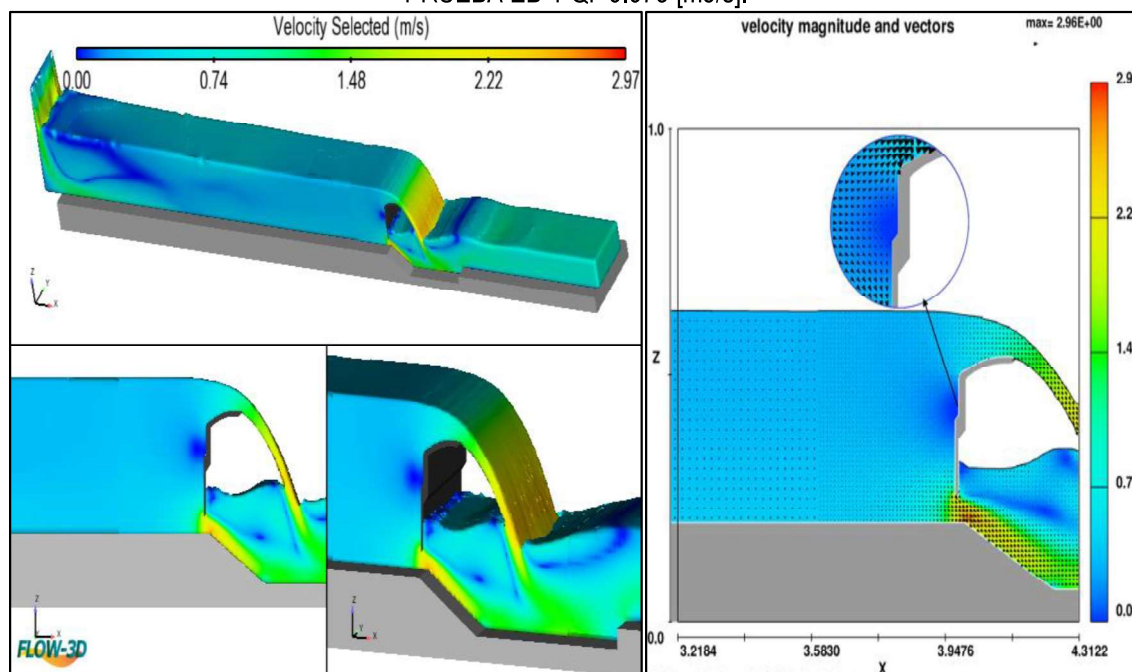 PRUEBA [m3/s].
Velocity Selected (m/s)
0.00 0.74 1.48 2.22 2.97
Z Y X
Z X
FLOW-3D
Z Y X
velocity magnitude and vectors
max= 2.96E+00
2.9
1.0
2.2
Z
1.4
0.7
0.0
0.0
3.2184 3.5830 3.9476 4.3122
X